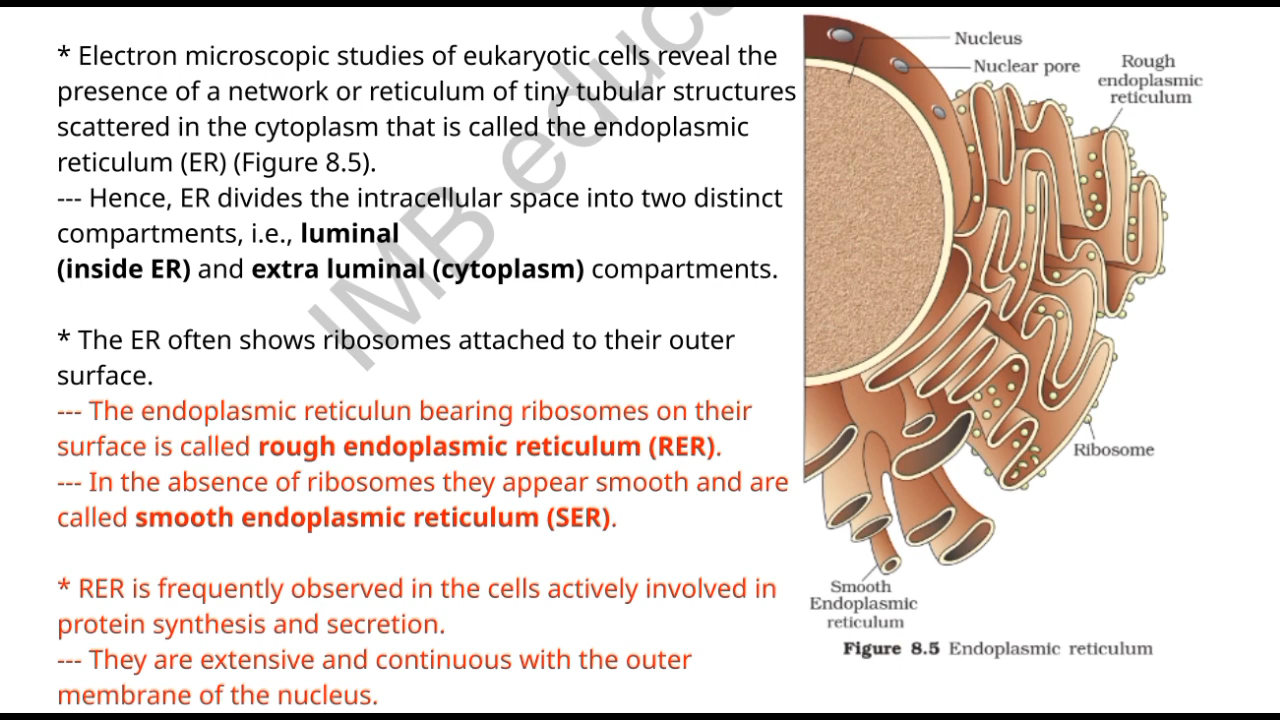 * Electron microscopic studies of eukaryotic cells reveal the
presence of a network or reticulum of tiny tubular structures
scattered in the cytoplasm that is called the endoplasmic
reticulum (ER) (Figure 8.5).
--- Hence, ER divides the intracellular space into two distinct
compartments, i.e., luminal
(inside ER) and extra luminal (cytoplasm) compartments.
* The ER often shows ribosomes attached to their outer
surface.
--- The endoplasmic reticulun bearing ribosomes on their
surface is called rough endoplasmic reticulum (RER).
--- In the absence of ribosomes they appear smooth and are
called smooth endoplasmic reticulum (SER).
* RER is frequently observed in the cells actively involved in
protein synthesis and secretion.
--- They are extensive and continuous with the outer
membrane of the nucleus.
IMB educa
Nucleus
Nuclear pore
Rough
endoplasmic
reticulum
Ribosome
Smooth
Endoplasmic
reticulum
Figure 8.5 Endoplasmic reticulum